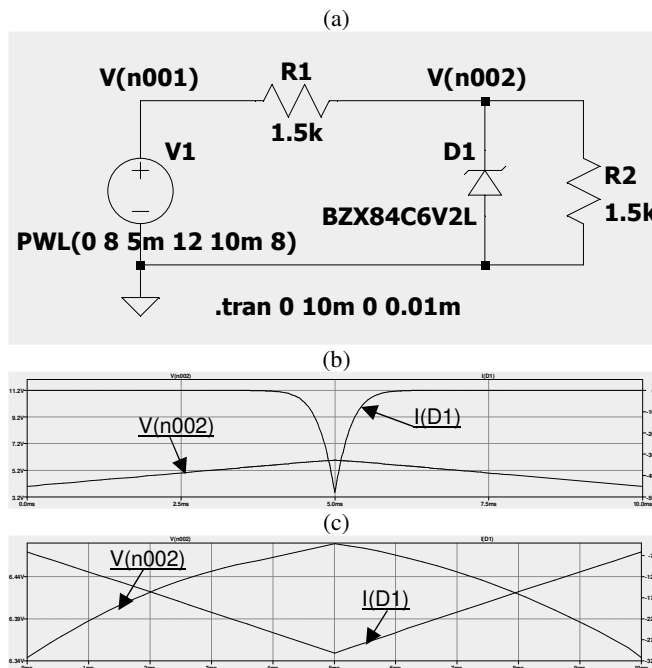 (a)
V(n001)
R1
V(n002)
1.5k
V1
D1
R2
BZX84C6V2L
1.5k
PWL(0 8 5m 12 10m 8)
.tran 0 10m 0 0.01m
(b)
V(n002) I(D1)
11.2V
9.2V
7.2V
5.2V
3.2V
V(n002)
I(D1)
0.0ms 2.5ms 5.0ms 7.5ms 10.0ms
(c)
V(n002) I(D1)
6.44V
6.39V
6.34V
V(n002)
I(D1)